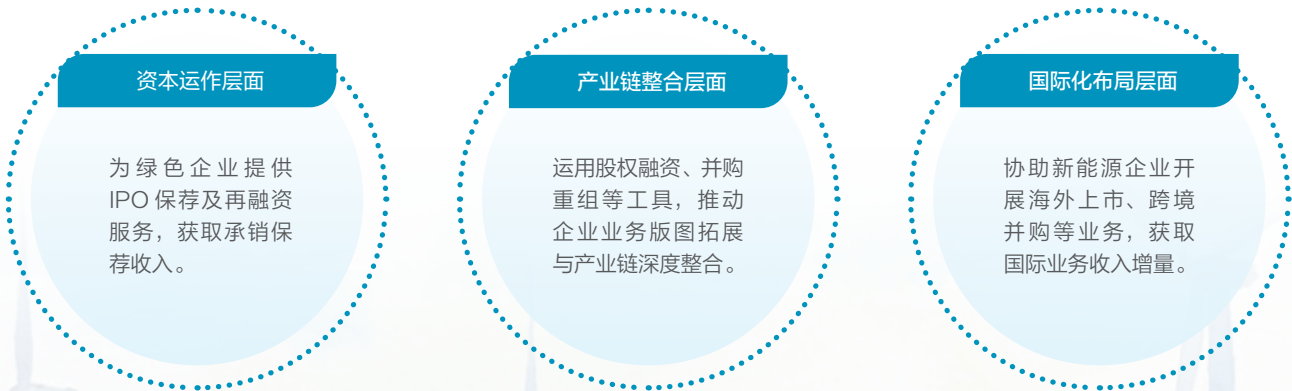 资本运作层面
为绿色企业提供
IPO 保荐及再融资
服务，获取承销保
荐收入。
产业链整合层面
运用股权融资、并购
重组等工具，推动
企业业务版图拓展
与产业链深度整合。
国际化布局层面
协助新能源企业开
展海外上市、跨境
并购等业务，获取
国际业务收入增量。